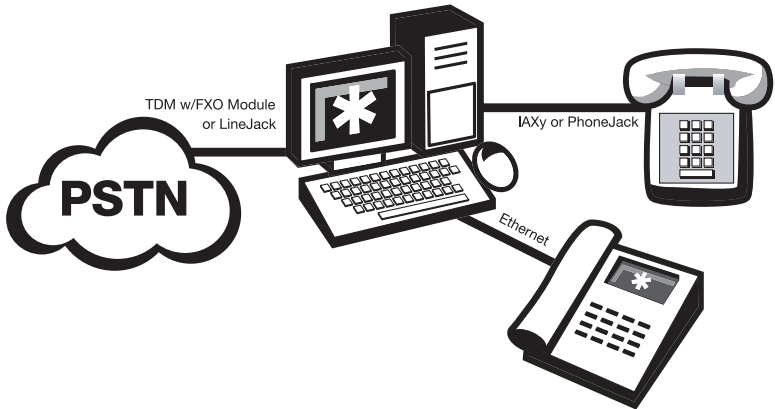 TDM w/FXO Module
or LineJack
IAXy or PhoneJack
PSTN
Ethernet